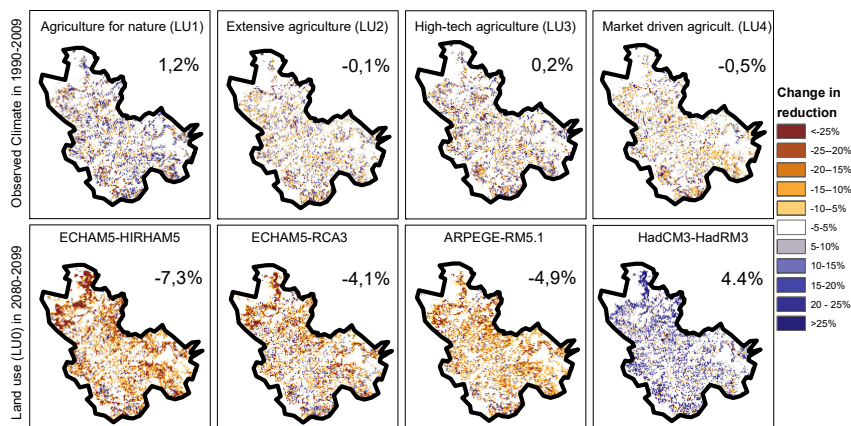 Agriculture for nature (LU1)
Extensive agriculture (LU2)
High-tech agriculture (LU3)
Market driven agricult. (LU4)
Observed Climate in 1990-2009
1,2%
-0,1%
0,2%
-0,5%
ECHAM5-HIRHAM5
ECHAM5-RCA3
ARPEGE-RM5.1
HadCM3-HadRM3
Land use (LU0) in 2080-2099
-7,3%
-4,1%
-4,9%
4.4%
Change in
reduction
<-25%
-25--20%
-20--15%
-15--10%
-10--5%
-5-5%
5-10%
10-15%
15-20%
20 - 25%
>25%